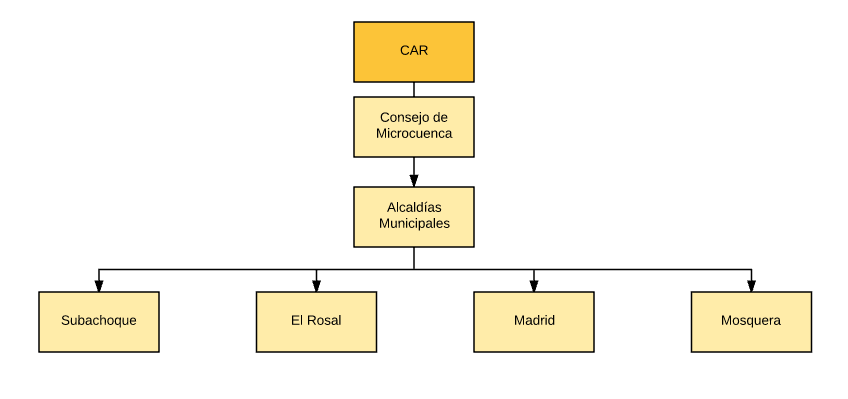 CAR
Consejo de
Microcuenca
Alcaldías
Municipales
Subachoque
El Rosal
Madrid
Mosquera